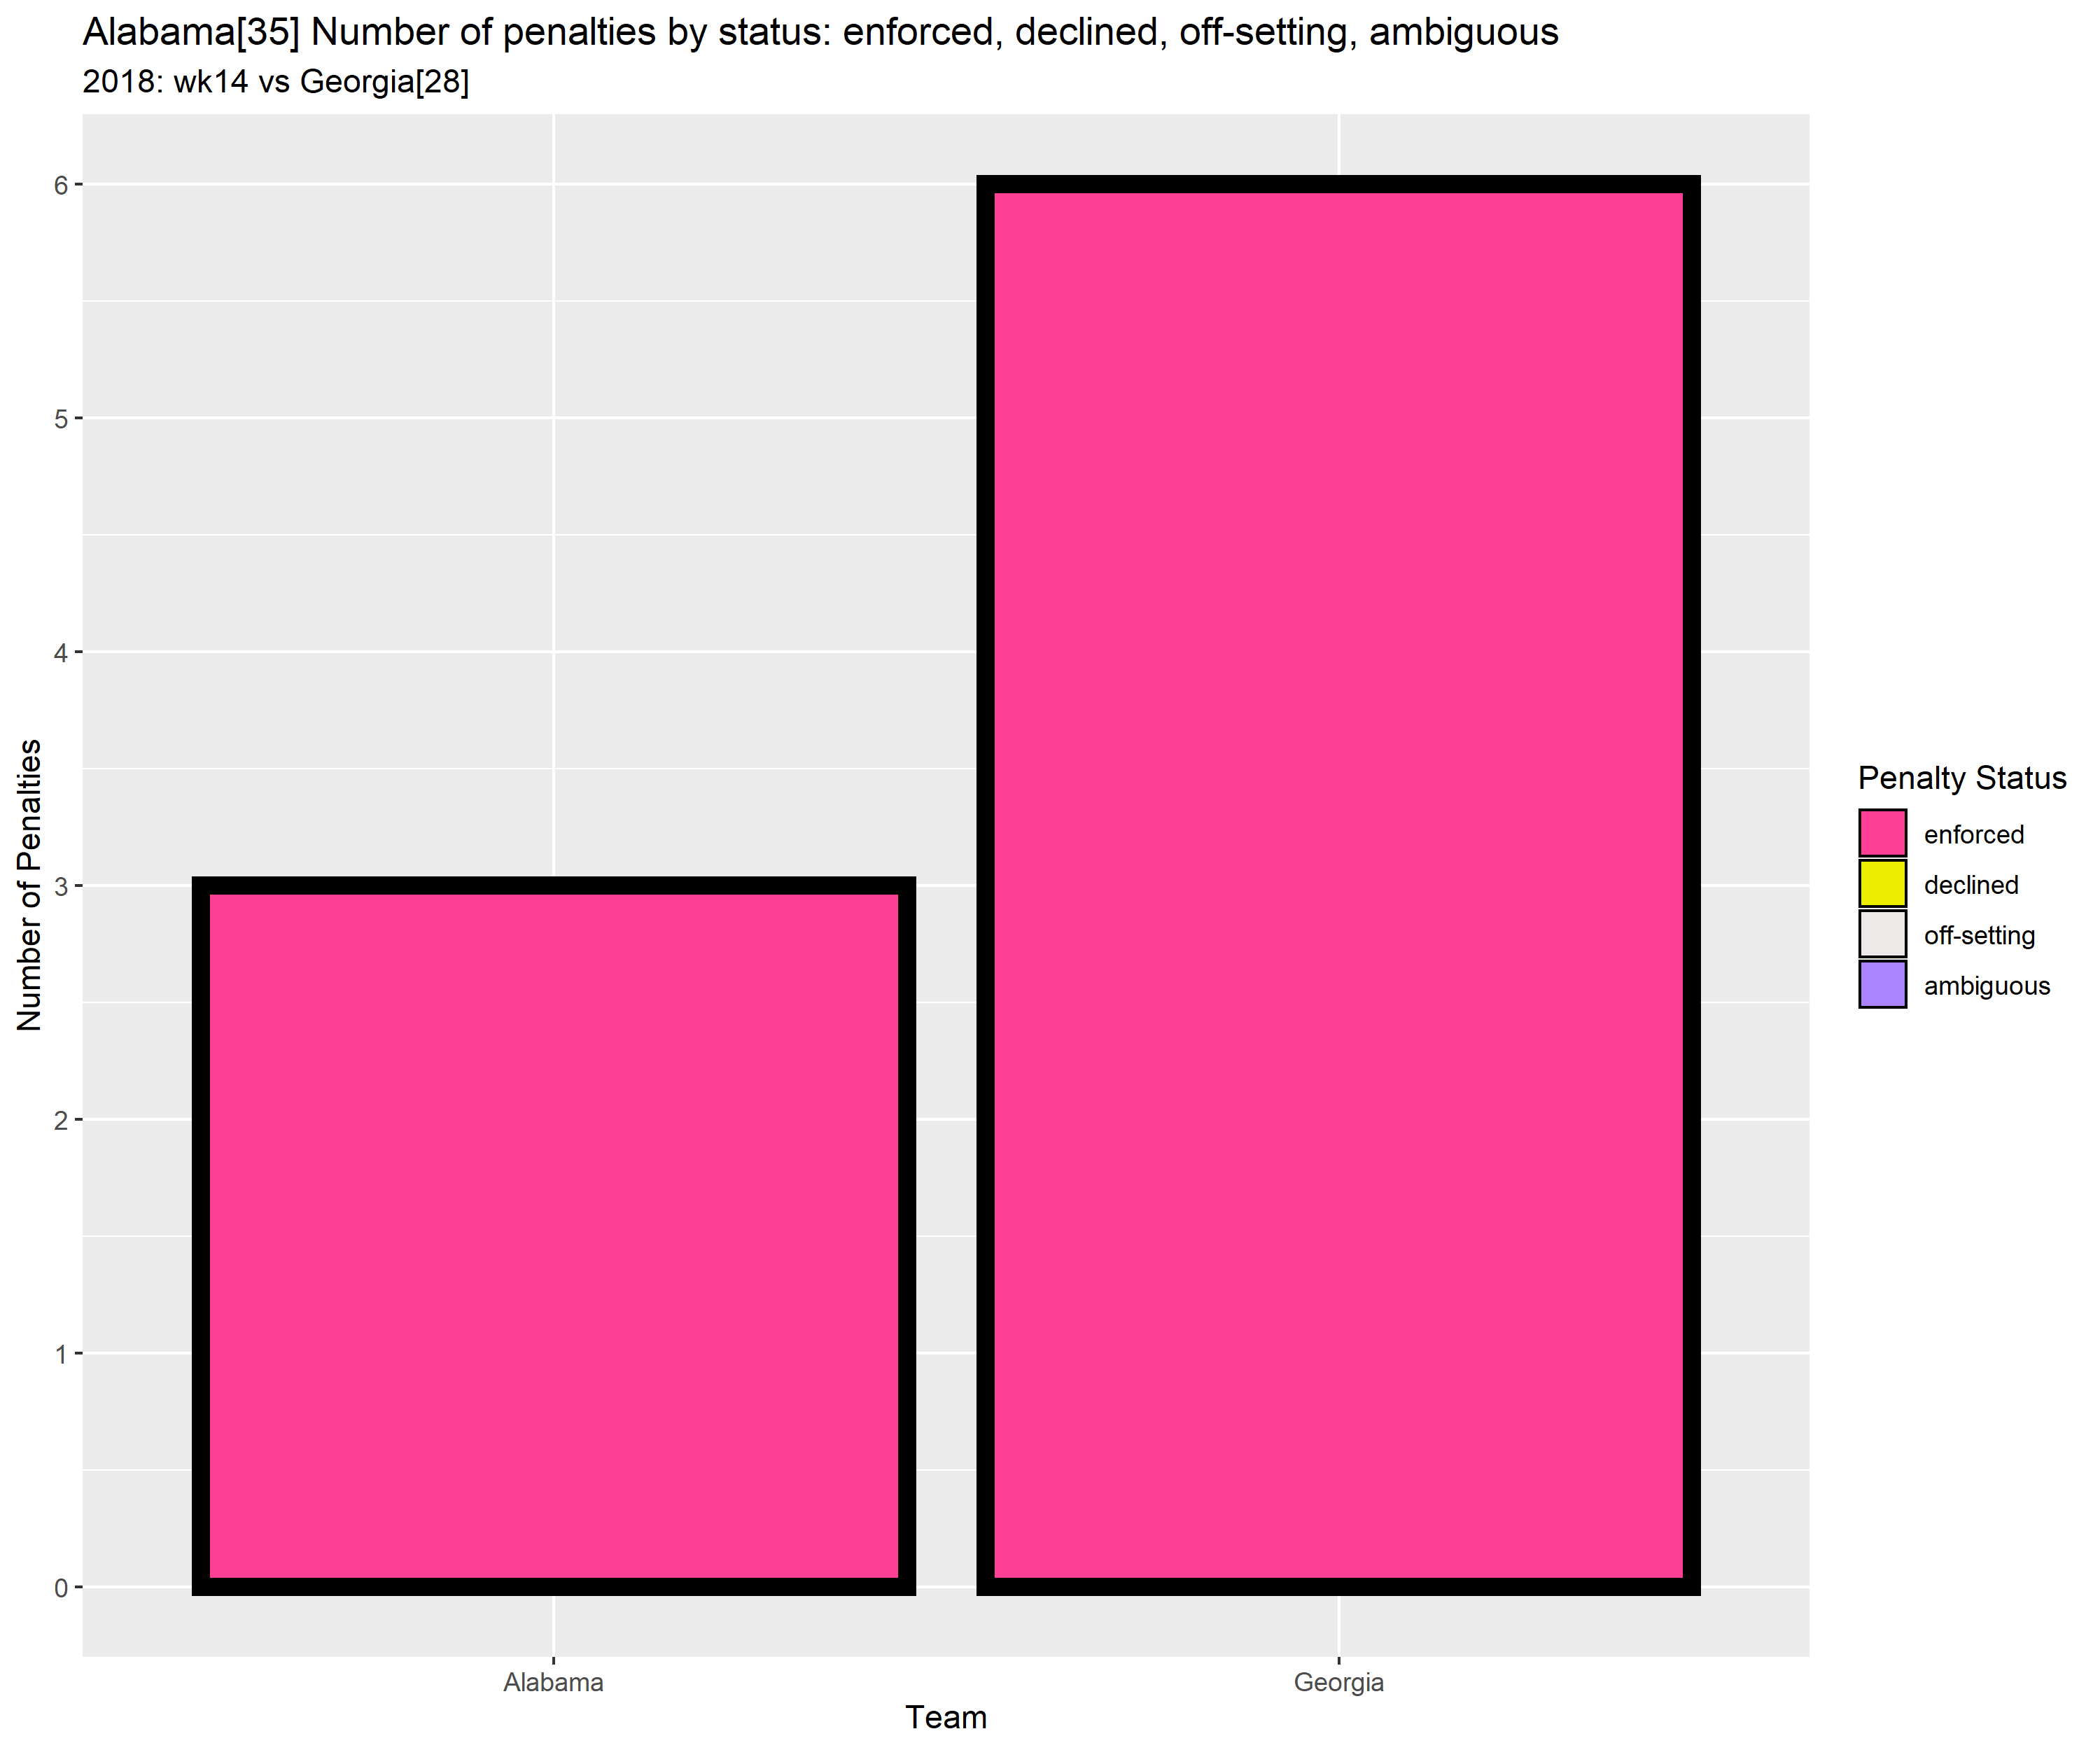 Alabama[35] Number of penalties by status: enforced, declined, off-setting, ambiguous
2018: wk14 vs Georgia[28]
Number of Penalties
6
5
4
3
2
1
0
Alabama
Georgia
Team
Penalty Status
enforced
declined
off-setting
ambiguous